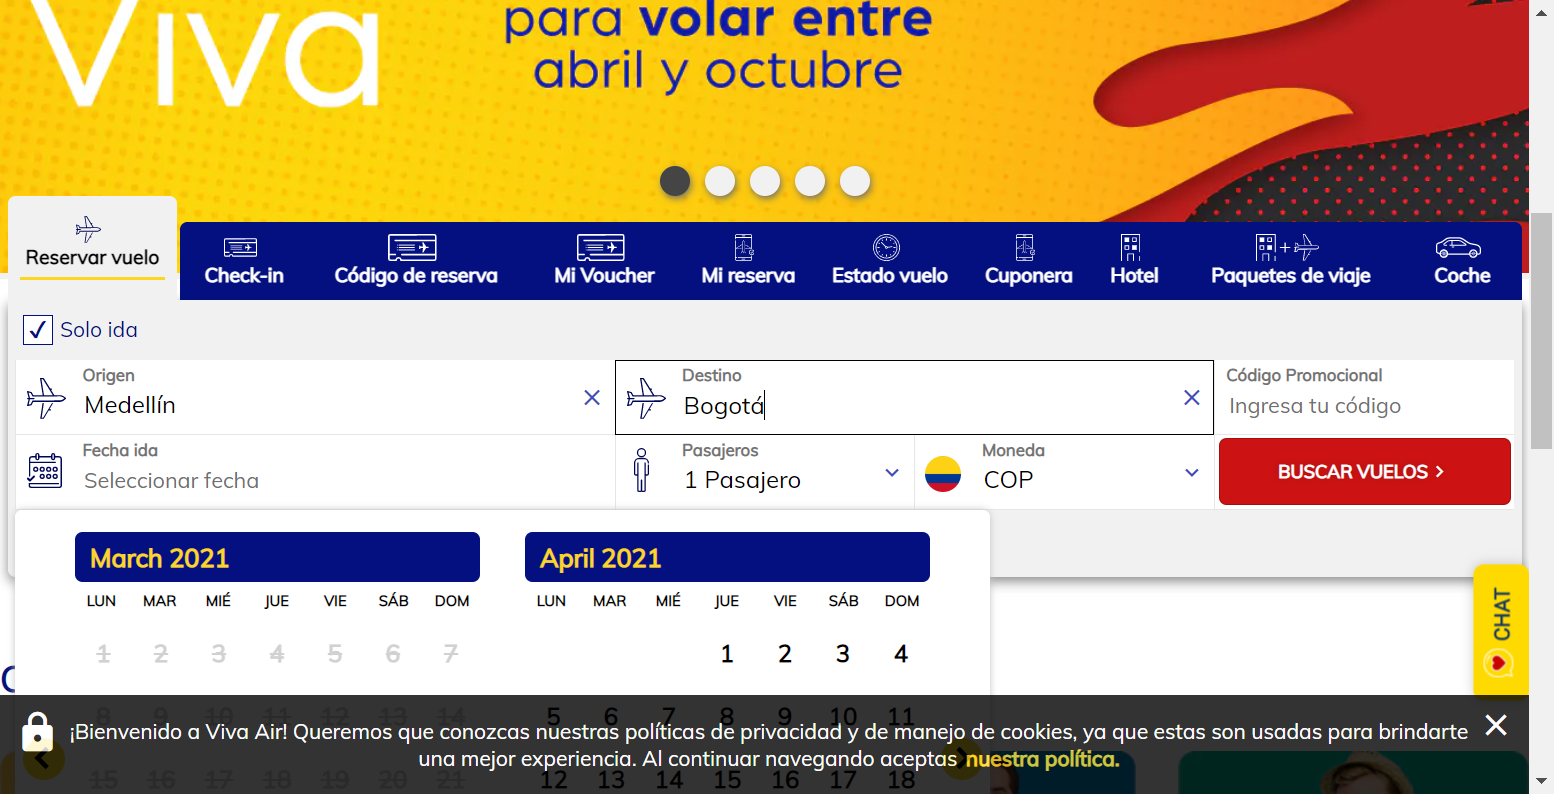 Viva
para volar entre
abril y octubre
Reservar vuelo
Check-in
Código de reserva
Mi Voucher
Mi reserva
Estado vuelo
Cuponera
Hotel
Paquetes de viaje
Coche
Solo ida
Origen
Medellín
Destino
Bogotá
Código Promocional
Ingresa tu código
Fecha ida
Seleccionar fecha
Pasajeros
1 Pasajero
Moneda
COP
BUSCAR VUELOS
March 2021
LUN MAR MIÉ JUE VIE SÁB DOM
1 2 3 4 5 6 7
8 9 10 11 12 13 14
15 16 17 18 19 20 21
April 2021
LUN MAR MIÉ JUE VIE SÁB DOM
1 2 3 4
5 6 7 8 9 10 11
12 13 14 15 16 17 18
CHAT
¡Bienvenido a Viva Air! Queremos que conozcas nuestras políticas de privacidad y de manejo de cookies, ya que estas son usadas para brindarte
una mejor experiencia. Al continuar navegando aceptas nuestra política.